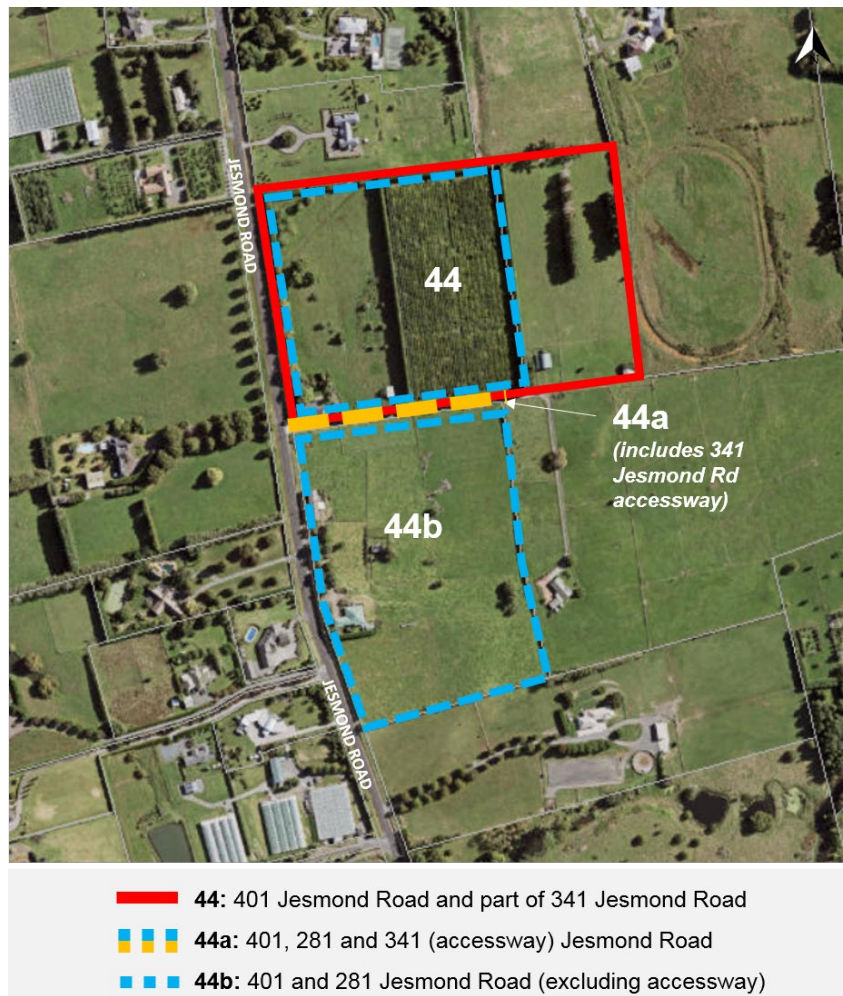 JESMOND ROAD
44
44a
(includes 341
Jesmond Rd
accessway)
44b
JESMOND ROAD
44: 401 Jesmond Road and part of 341 Jesmond Road
44a: 401, 281 and 341 (accessway) Jesmond Road
44b: 401 and 281 Jesmond Road (excluding accessway)